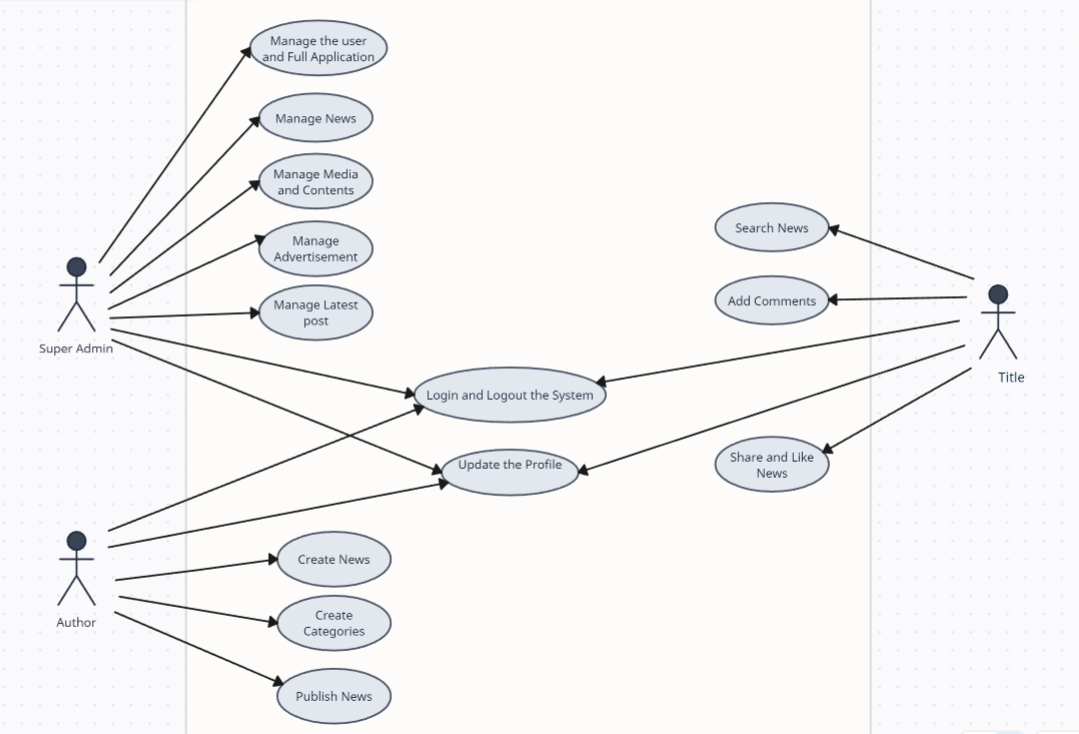 Manage the user
and Full Application
Manage News
Manage Media
and Contents
Manage
Advertisement
Manage Latest
post
Super Admin
Search News
Add Comments
Title
Login and Logout the System
Update the Profile
Share and Like
News
Author
Create News
Create
Categories
Publish News